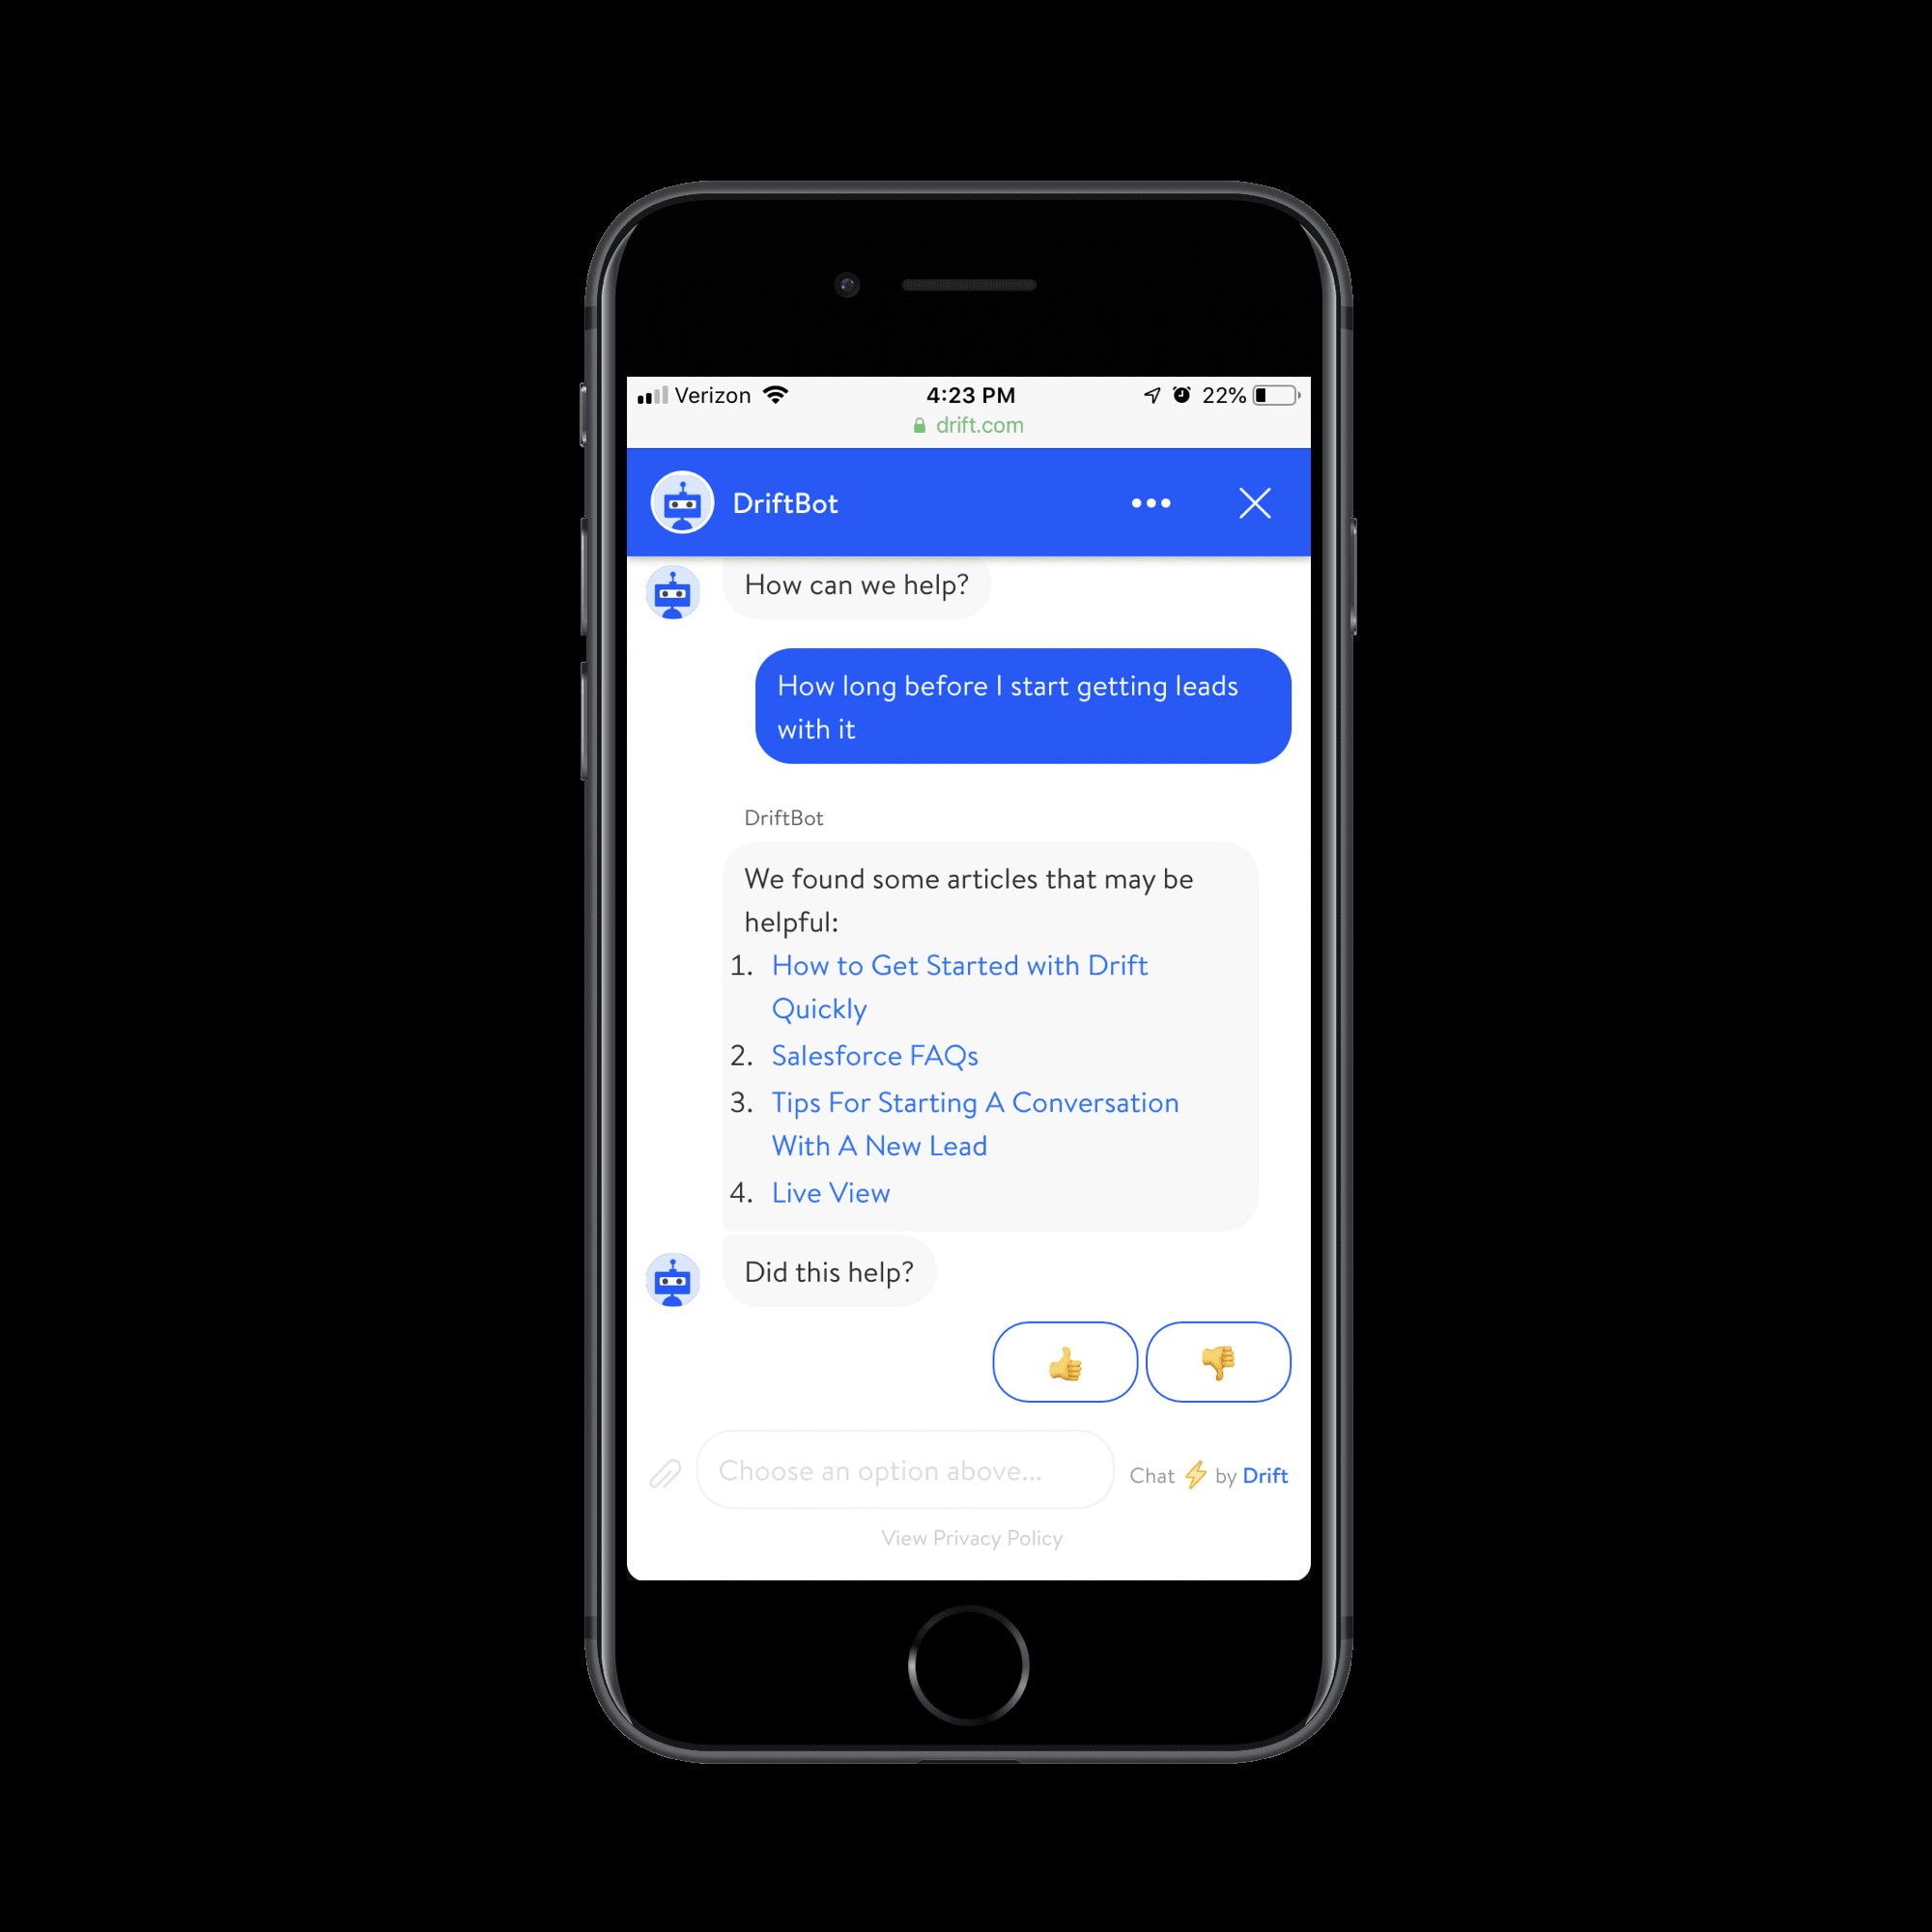 Verizon 4:23 PM 22%
drift.com
DriftBot
How can we help?
How long before I start getting leads
with it
DriftBot
We found some articles that may be
helpful:
1. How to Get Started with Drift
Quickly
2. Salesforce FAQs
3. Tips For Starting A Conversation
With A New Lead
4. Live View
Did this help?
Choose an option above...
Chat ⚡ by Drift
View Privacy Policy